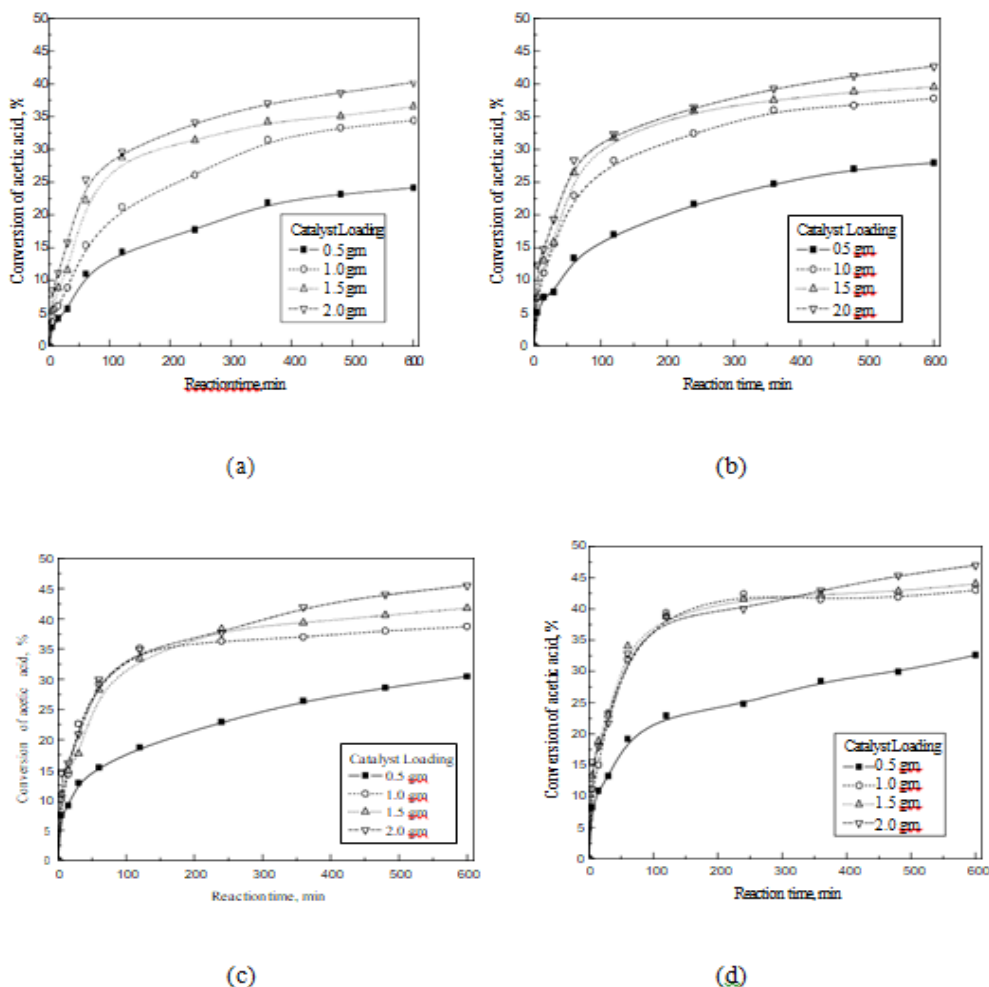 Conversion of acetic acid, %
50
45
40
35
30
25
20
15
10
5
0
Catalyst Loading
0.5 gm
1.0 gm
1.5 gm
2.0 gm
0 100 200 300 400 500 600
Reactiontime,min
(a)
Conversion of acetic acid, %
50
45
40
35
30
25
20
15
10
5
0
Catalyst Loading
05 gm
10 gm
15 gm
20 gm
0 100 200 300 400 500 600
Reaction time, min
(b)
Conversion of acetic acid, %
50
45
40
35
30
25
20
15
10
5
0
Catalyst Loading
0.5 gm
1.0 gm
1.5 gm
2.0 gm
0 100 200 300 400 500 600
Reaction time, min
(c)
Conversion of acetic acid, %
50
45
40
35
30
25
20
15
10
5
0
Catalyst Loading
0.5 gm
1.0 gm
1.5 gm
2.0 gm
0 100 200 300 400 500 600
Reaction time, min
(d)